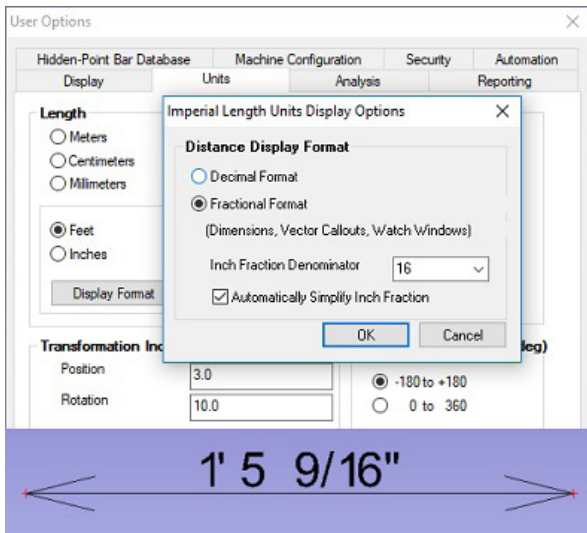 User Options
Hidden-Point Bar Database Machine Configuration Security Automation
Display Units Analysis Reporting
Length
Meters
Centimeters
Millimeters
Feet
Inches
Display Format
Imperial Length Units Display Options
Distance Display Format
Decimal Format
Fractional Format
(Dimensions, Vector Callouts, Watch Windows)
Inch Fraction Denominator 16
Automatically Simplify Inch Fraction
OK Cancel
Transformation Inc deg)
Position 3.0 -180 to +180
Rotation 10.0 0 to 360
1' 5 9/16"